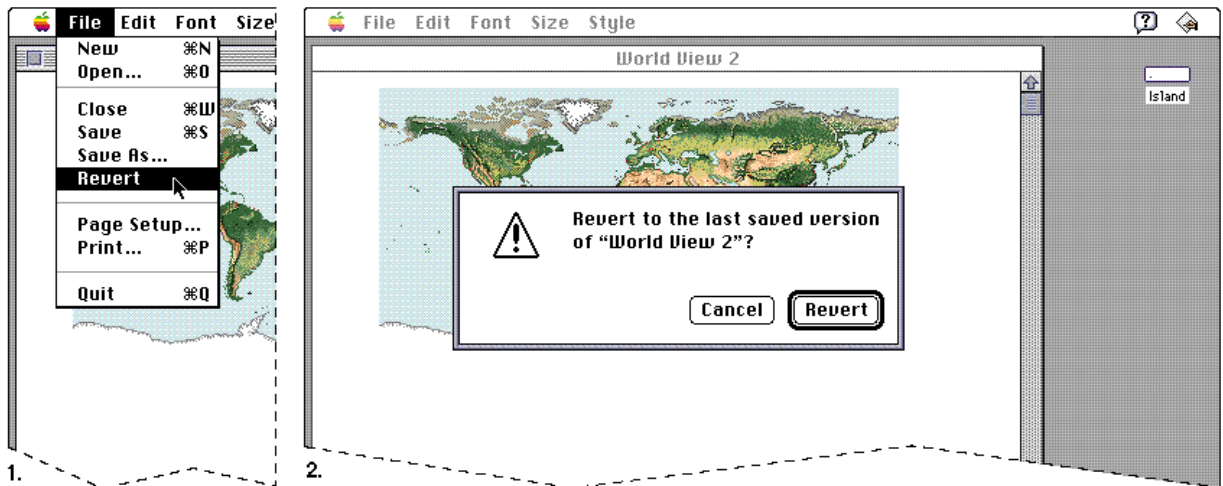 File Edit Font Size
New ⌘N
Open... ⌘O
Close ⌘W
Save ⌘S
Save As...
Revert
Page Setup...
Print... ⌘P
Quit ⌘Q
1.
File Edit Font Size Style
World View 2
Island
Revert to the last saved version
of “World View 2”?
Cancel Revert
2.